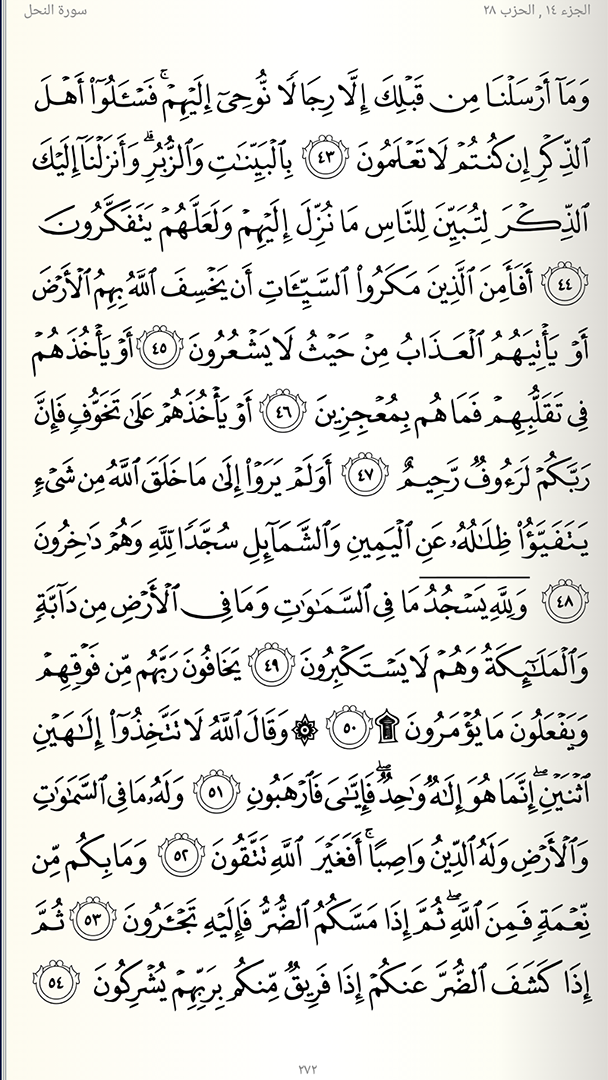 الجزء ١٤ , الحزب ٢٨
سورة النحل
وَمَآ أَرۡسَلۡنَا مِن قَبۡلِكَ إِلَّا رِجَالٗا نُّوحِيٓ إِلَيۡهِمۡۖ فَسۡـَٔلُوٓاْ أَهۡلَ
ٱلذِّكۡرِ إِن كُنتُمۡ لَا تَعۡلَمُونَ ٤٣ بِٱلۡبَيِّنَٰتِ وَٱلزُّبُرِۗ وَأَنزَلۡنَآ إِلَيۡكَ
ٱلذِّكۡرَ لِتُبَيِّنَ لِلنَّاسِ مَا نُزِّلَ إِلَيۡهِمۡ وَلَعَلَّهُمۡ يَتَفَكَّرُونَ
٤٤ أَفَأَمِنَ ٱلَّذِينَ مَكَرُواْ ٱلسَّيِّـَٔاتِ أَن يَخۡسِفَ ٱللَّهُ بِهِمُ ٱلۡأَرۡضَ
أَوۡ يَأۡتِيَهُمُ ٱلۡعَذَابُ مِنۡ حَيۡثُ لَا يَشۡعُرُونَ ٤٥ أَوۡ يَأۡخُذَهُمۡ
فِي تَقَلُّبِهِمۡ فَمَا هُم بِمُعۡجِزِينَ ٤٦ أَوۡ يَأۡخُذَهُمۡ عَلَىٰ تَخَوُّفٖ فَإِنَّ
رَبَّكُمۡ لَرَءُوفٞ رَّحِيمٌ ٤٧ أَوَلَمۡ يَرَوۡاْ إِلَىٰ مَا خَلَقَ ٱللَّهُ مِن شَيۡءٖ
يَتَفَيَّؤُاْ ظِلَٰلُهُۥ عَنِ ٱلۡيَمِينِ وَٱلشَّمَآئِلِ سُجَّدٗا لِّلَّهِ وَهُمۡ دَٰخِرُونَ
٤٨ وَلِلَّهِۤ يَسۡجُدُۤ مَا فِي ٱلسَّمَٰوَٰتِ وَمَا فِي ٱلۡأَرۡضِ مِن دَآبَّةٖ
وَٱلۡمَلَٰٓئِكَةُ وَهُمۡ لَا يَسۡتَكۡبِرُونَ ٤٩ يَخَافُونَ رَبَّهُم مِّن فَوۡقِهِمۡ
وَيَفۡعَلُونَ مَا يُؤۡمَرُونَ ۩ ٥٠ ۞ وَقَالَ ٱللَّهُ لَا تَتَّخِذُوٓاْ إِلَٰهَيۡنِ
ٱثۡنَيۡنِۖ إِنَّمَا هُوَ إِلَٰهٞ وَٰحِدٞ فَإِيَّٰيَ فَٱرۡهَبُونِ ٥١ وَلَهُۥ مَا فِي ٱلسَّمَٰوَٰتِ
وَٱلۡأَرۡضِ وَلَهُ ٱلدِّينُ وَاصِبًاۚ أَفَغَيۡرَ ٱللَّهِ تَتَّقُونَ ٥٢ وَمَا بِكُم مِّن
نِّعۡمَةٖ فَمِنَ ٱللَّهِۖ ثُمَّ إِذَا مَسَّكُمُ ٱلضُّرُّ فَإِلَيۡهِ تَجۡـَٔرُونَ ٥٣ ثُمَّ
إِذَا كَشَفَ ٱلضُّرَّ عَنكُمۡ إِذَا فَرِيقٞ مِّنكُم بِرَبِّهِمۡ يُشۡرِكُونَ ٥٤
٢٧٢